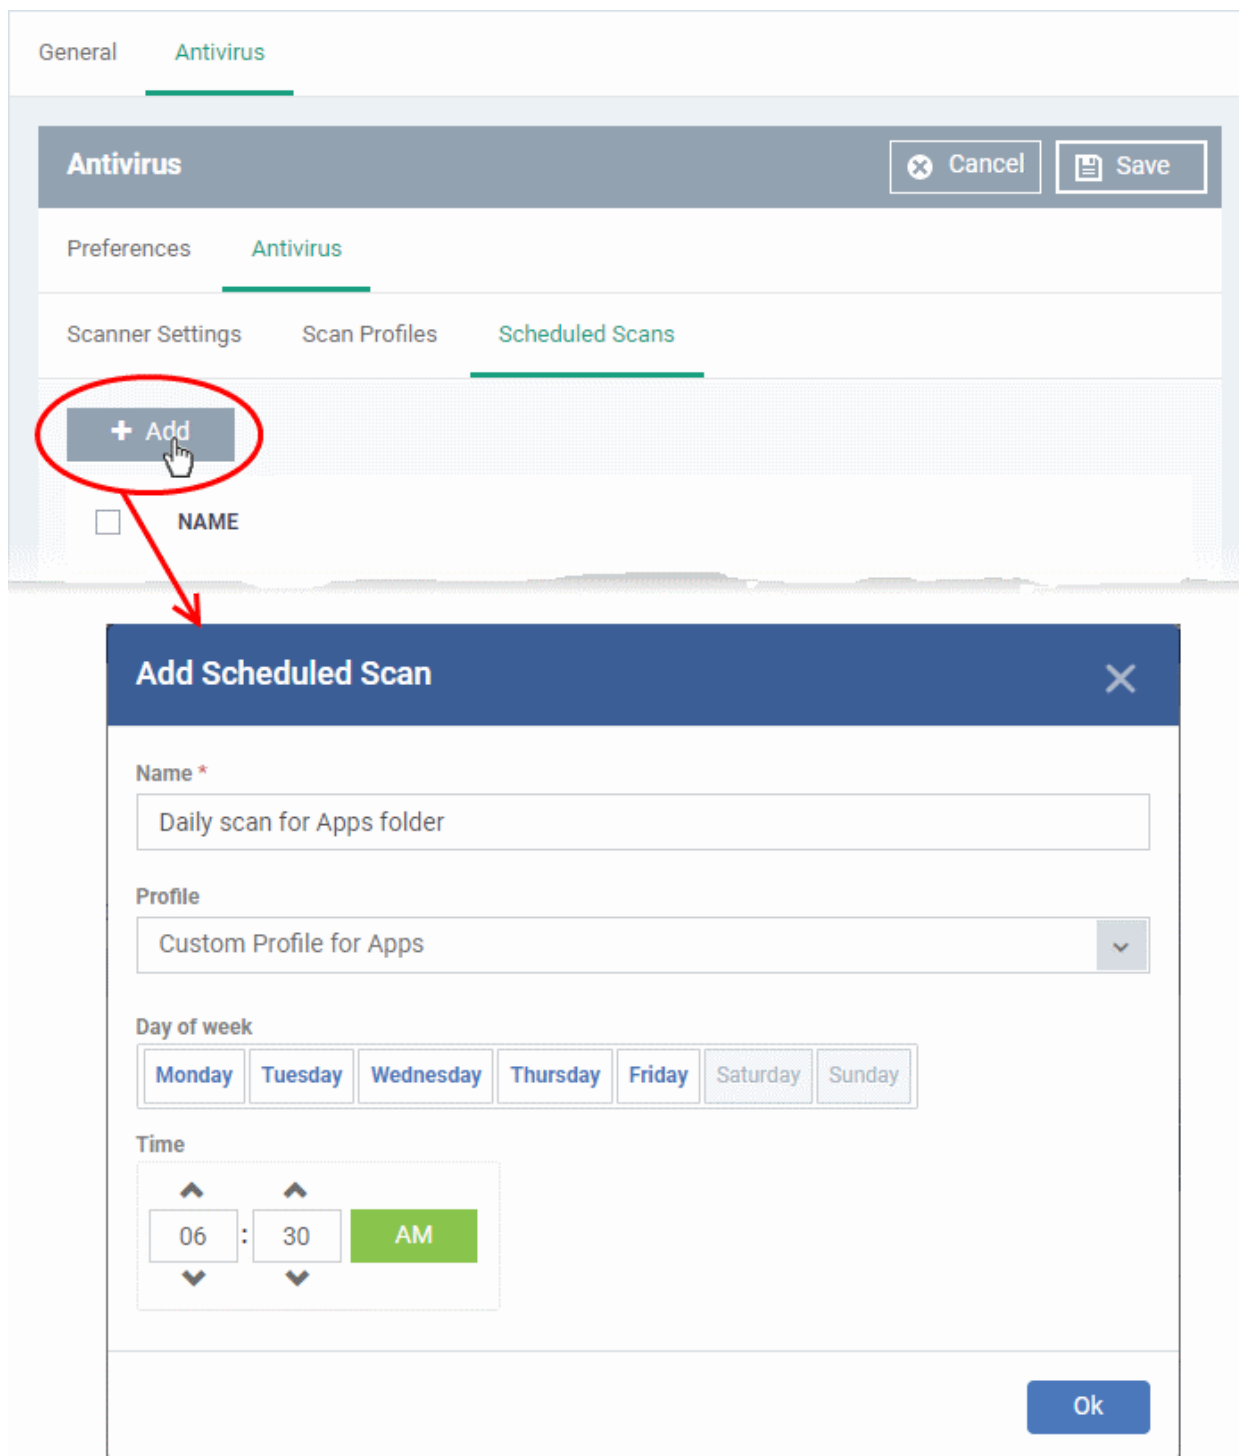 General Antivirus
Antivirus Cancel Save
Preferences Antivirus
Scanner Settings Scan Profiles Scheduled Scans
+ Add
NAME
Add Scheduled Scan
Name *
Daily scan for Apps folder
Profile
Custom Profile for Apps
Day of week
Monday Tuesday Wednesday Thursday Friday Saturday Sunday
Time
06 : 30 AM
Ok